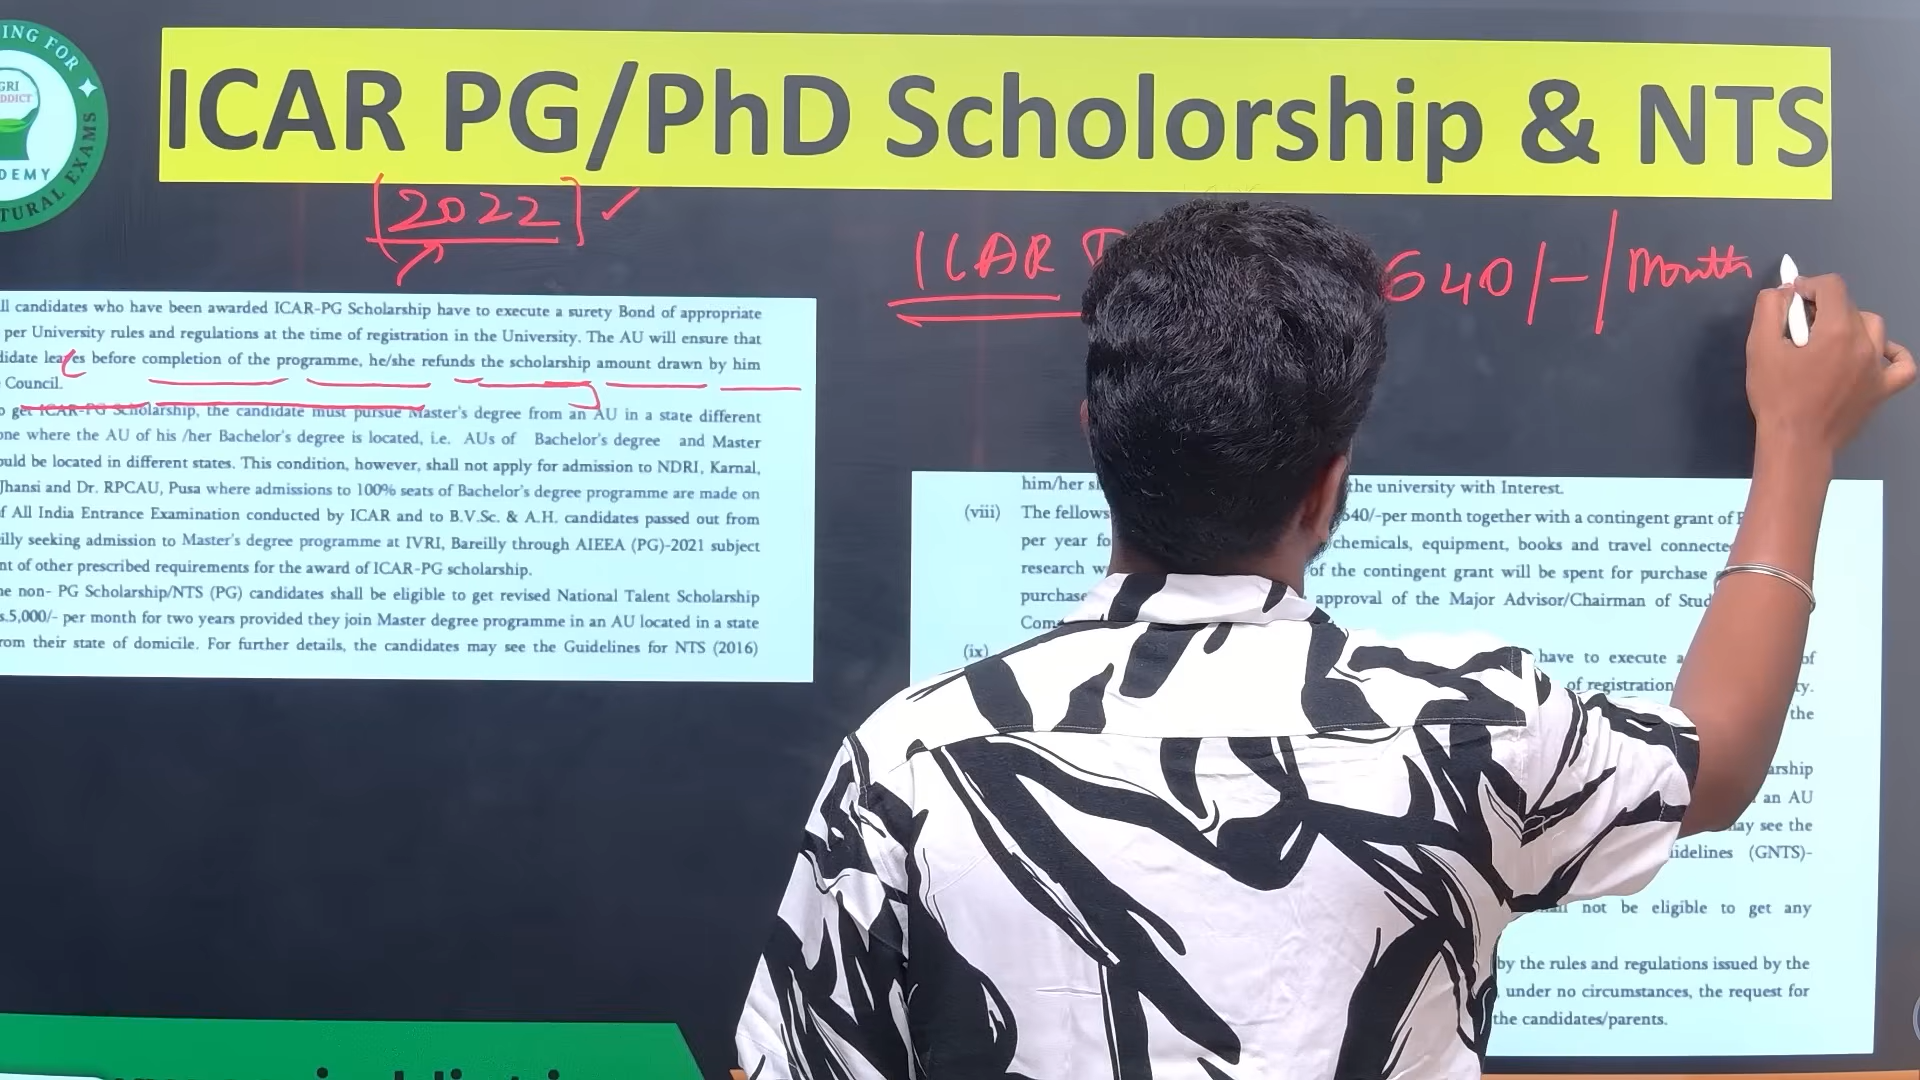 ICAR PG/PhD Scholorship & NTS
ING FOR
GRI
DDICT
DEMY
TURAL EXAMS
[2022] ✓
ICAR
640/-/Month
ll candidates who have been awarded ICAR-PG Scholarship have to execute a surety Bond of appropriate
per University rules and regulations at the time of registration in the University. The AU will ensure that
didate leaves before completion of the programme, he/she refunds the scholarship amount drawn by him
Council.
o get ICAR-PG Scholarship, the candidate must pursue Master's degree from an AU in a state different
one where the AU of his /her Bachelor's degree is located, i.e. AUs of Bachelor's degree and Master
ould be located in different states. This condition, however, shall not apply for admission to NDRI, Karnal,
Jhansi and Dr. RPCAU, Pusa where admissions to 100% seats of Bachelor's degree programme are made on
f All India Entrance Examination conducted by ICAR and to B.V.Sc. & A.H. candidates passed out from
illy seeking admission to Master's degree programme at IVRI, Bareilly through AIEEA (PG)-2021 subject
nt of other prescribed requirements for the award of ICAR-PG scholarship.
ne non- PG Scholarship/NTS (PG) candidates shall be eligible to get revised National Talent Scholarship
s.5,000/- per month for two years provided they join Master degree programme in an AU located in a state
rom their state of domicile. For further details, the candidates may see the Guidelines for NTS (2016)
him/her s the university with Interest.
(viii) The fellows 640/-per month together with a contingent grant of
per year fo chemicals, equipment, books and travel connecte
research w of the contingent grant will be spent for purchase
purchase approval of the Major Advisor/Chairman of Stud
Com
(ix) have to execute a of
of registration ty.
the
arship
an AU
may see the
idelines (GNTS)-
not be eligible to get any
by the rules and regulations issued by the
, under no circumstances, the request for
the candidates/parents.